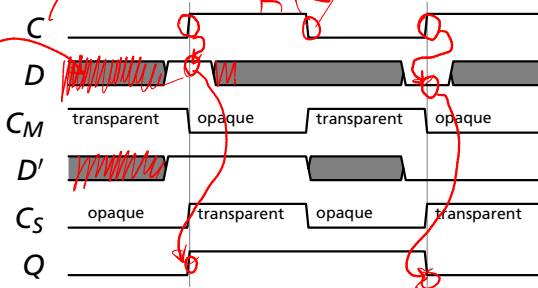 C
D
C_M transparent opaque transparent opaque
D'
C_S opaque transparent opaque transparent
Q